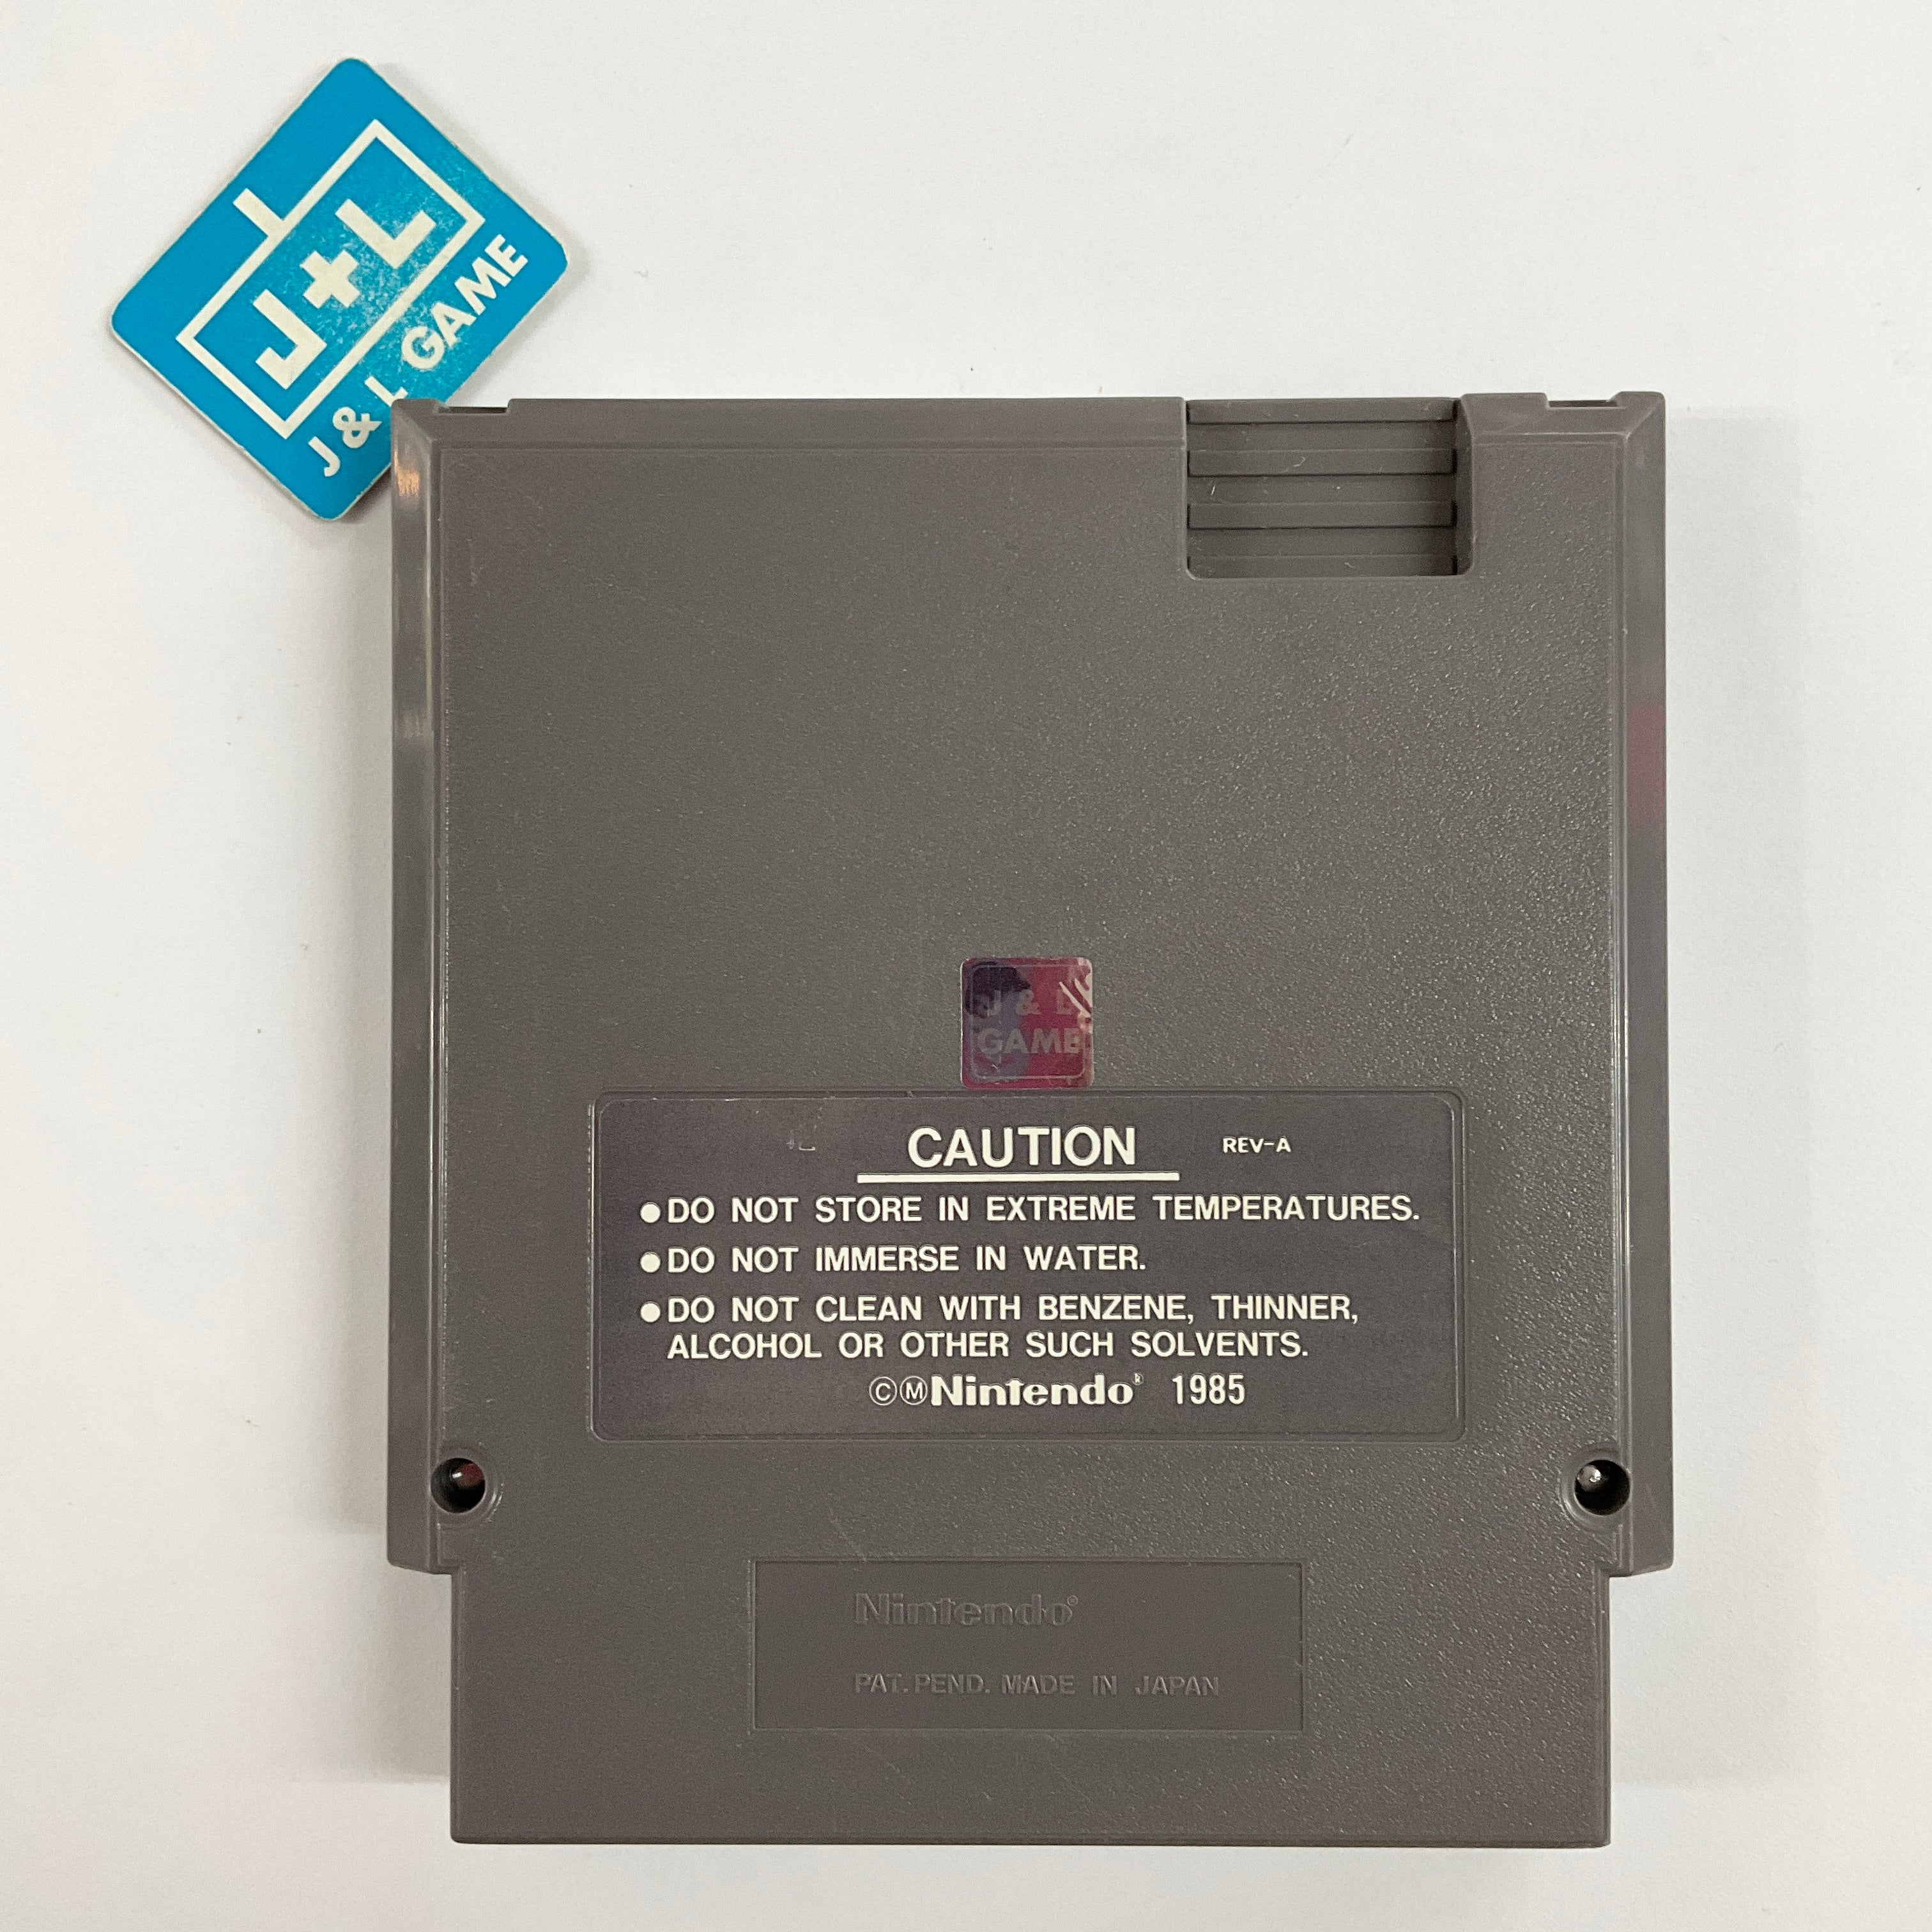 J+L
J & L GAME
J & L
GAME
CAUTION REV-A
●DO NOT STORE IN EXTREME TEMPERATURES.
●DO NOT IMMERSE IN WATER.
●DO NOT CLEAN WITH BENZENE, THINNER,
ALCOHOL OR OTHER SUCH SOLVENTS.
©ⓂNintendo® 1985
Nintendo®
PAT. PEND. MADE IN JAPAN